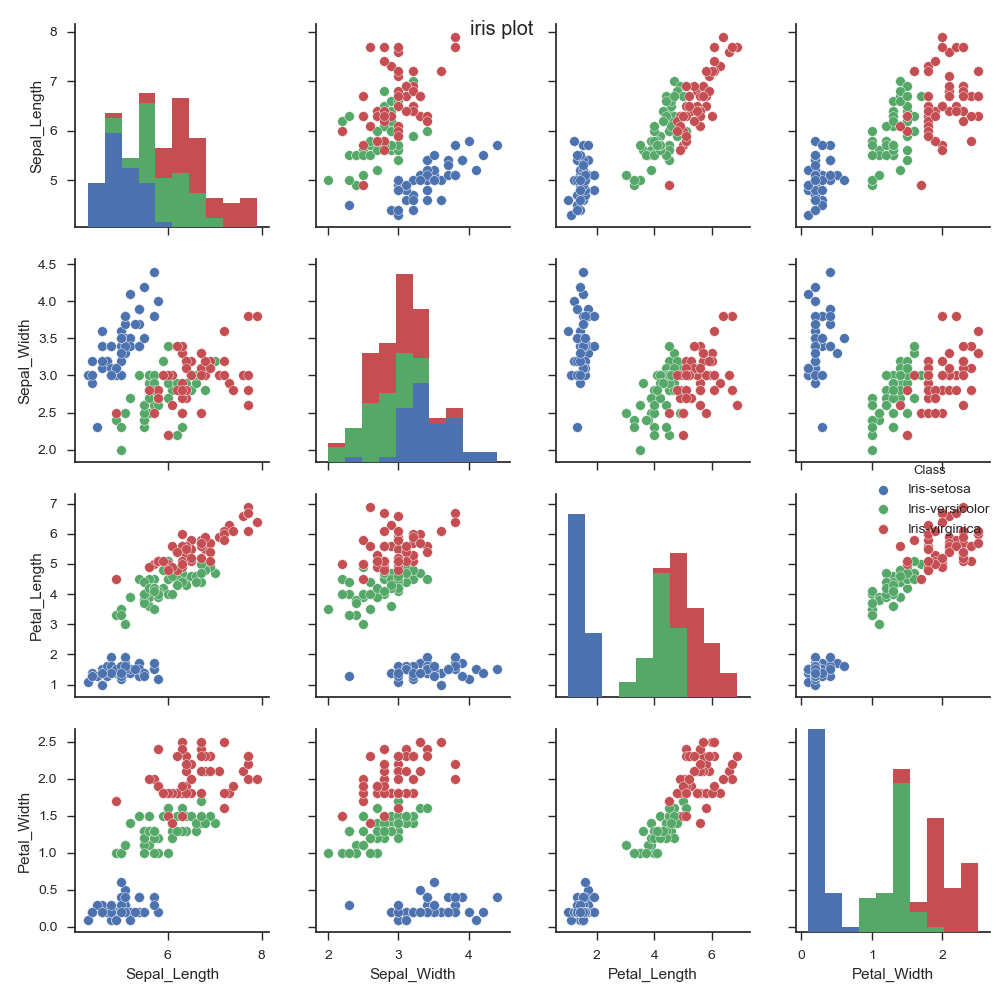 iris plot
8
7
6
5
Sepal_Length
4.5
4.0
3.5
3.0
2.5
2.0
Sepal_Width
Class
Iris-setosa
Iris-versicolor
Iris-virginica
7
6
5
4
3
2
1
Petal_Length
2.5
2.0
1.5
1.0
0.5
0.0
Petal_Width
6 8 2 3 4 2 4 6 0 1 2
Sepal_Length Sepal_Width Petal_Length Petal_Width